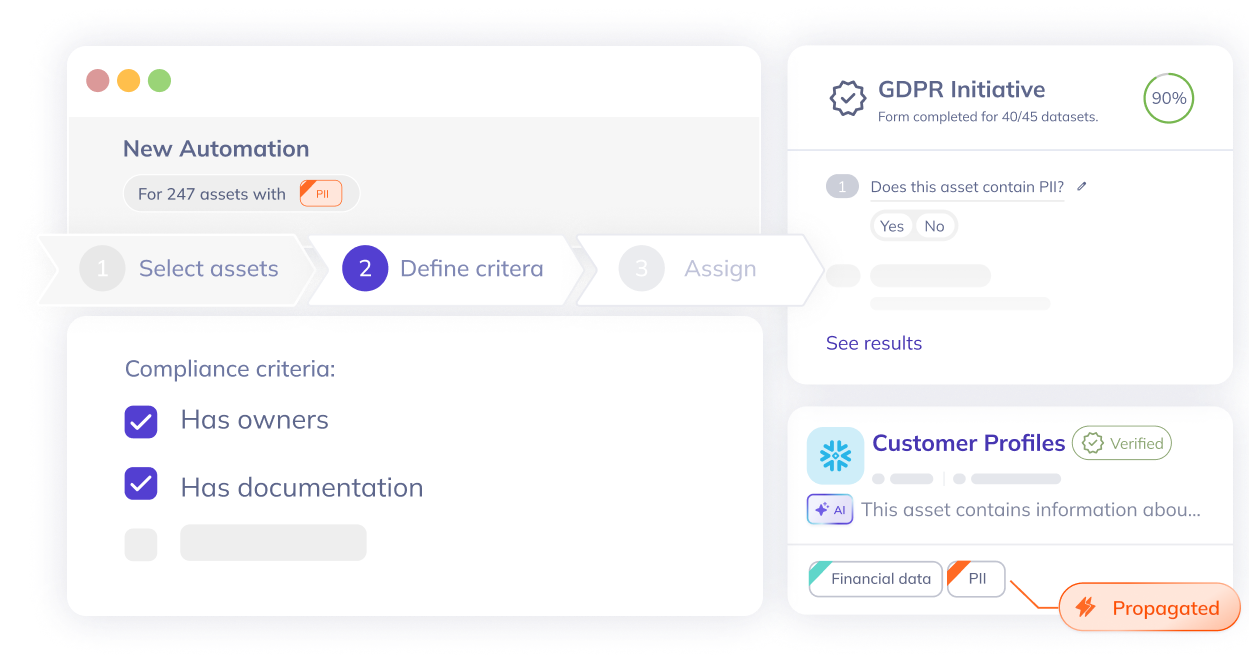 New Automation
For 247 assets with PII
1 Select assets
2 Define critera
3 Assign
Compliance criteria:
Has owners
Has documentation
GDPR Initiative
Form completed for 40/45 datasets.
90%
1 Does this asset contain PII?
Yes No
See results
Customer Profiles Verified
AI This asset contains information abou...
Financial data PII
Propagated